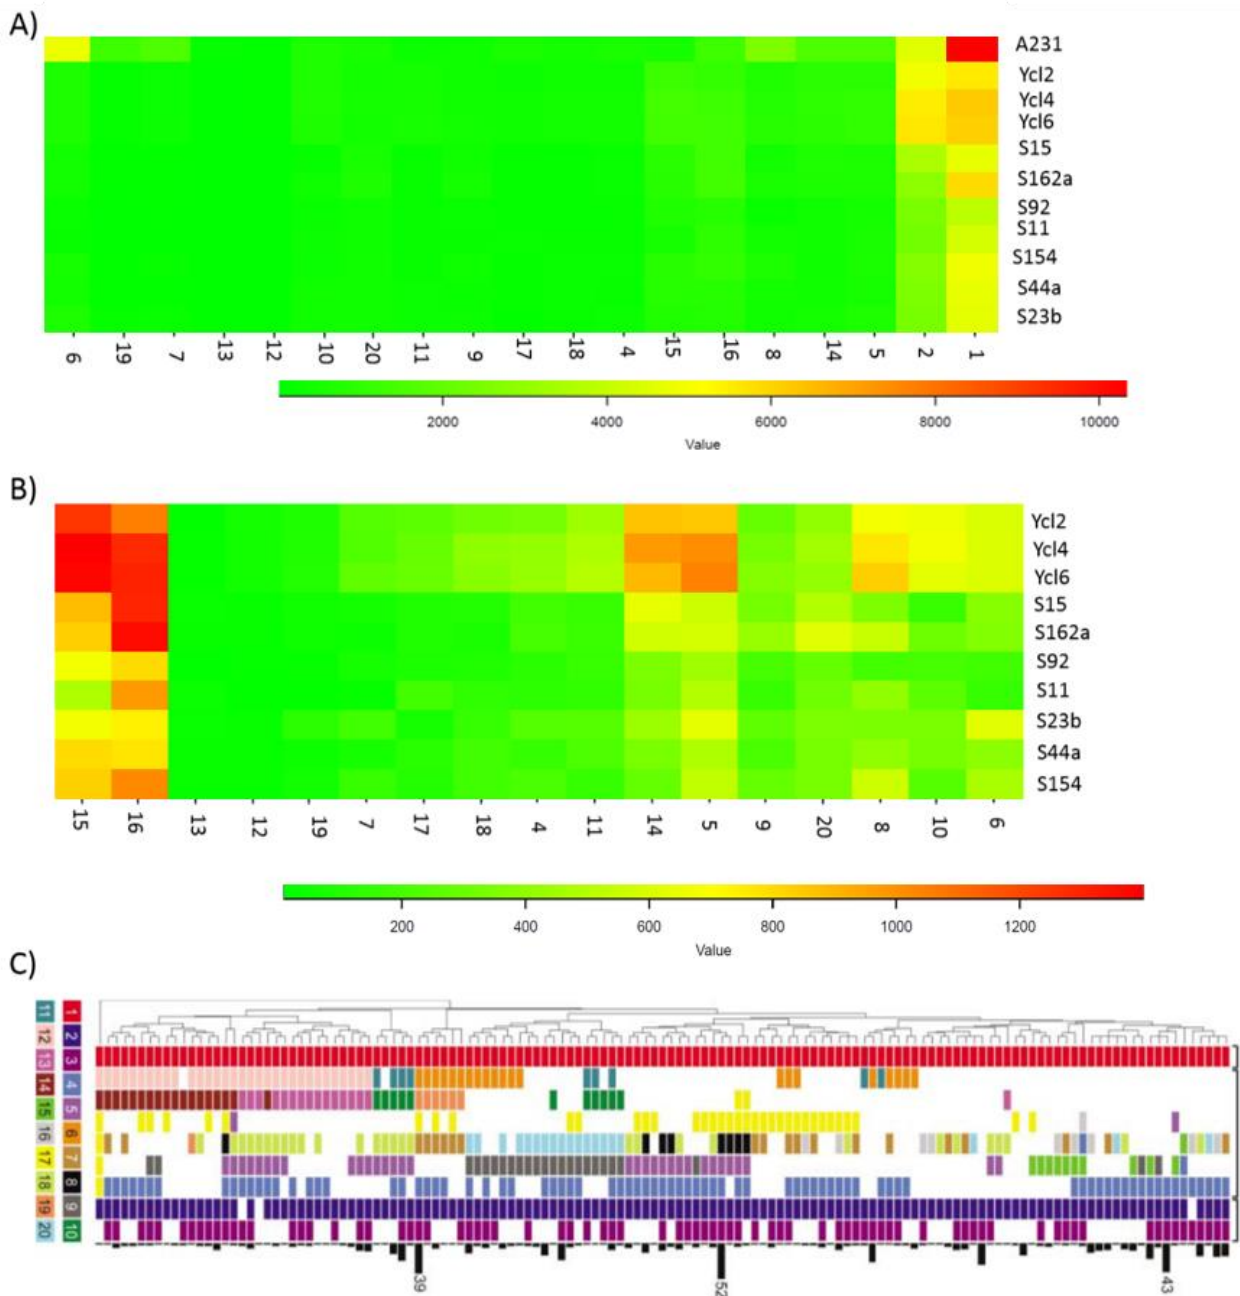 A)
A231
Ycl2
Ycl4
Ycl6
S15
S162a
S92
S11
S154
S44a
S23b
6 19 7 13 12 10 20 11 9 17 18 4 15 16 8 14 5 2 1
2000 4000 6000 8000 10000
Value
B)
Ycl2
Ycl4
Ycl6
S15
S162a
S92
S11
S23b
S44a
S154
15 16 13 12 19 7 17 18 4 11 14 5 9 20 8 10 6
200 400 600 800 1000 1200
Value
C)
11 1
12 2
13 3
14 4
15 5
16 6
17 7
18 8
19 9
20 10
39 52 43